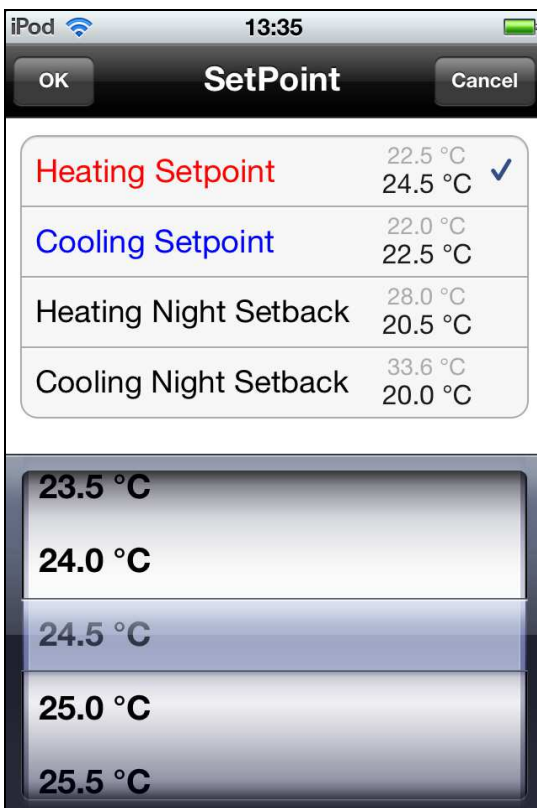 iPod 13:35
OK SetPoint Cancel
Heating Setpoint 22.5 °C
24.5 °C
Cooling Setpoint 22.0 °C
22.5 °C
Heating Night Setback 28.0 °C
20.5 °C
Cooling Night Setback 33.6 °C
20.0 °C
23.5 °C
24.0 °C
24.5 °C
25.0 °C
25.5 °C